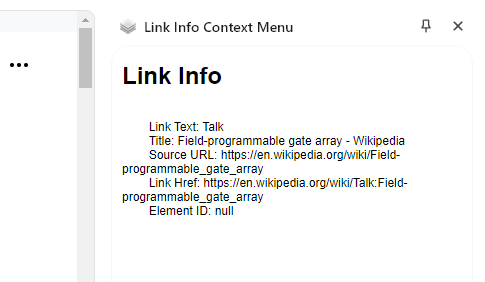 Link Info Context Menu
Link Info
Link Text: Talk
Title: Field-programmable gate array - Wikipedia
Source URL: https://en.wikipedia.org/wiki/Field-
programmable_gate_array
Link Href: https://en.wikipedia.org/wiki/Talk:Field-
programmable_gate_array
Element ID: null